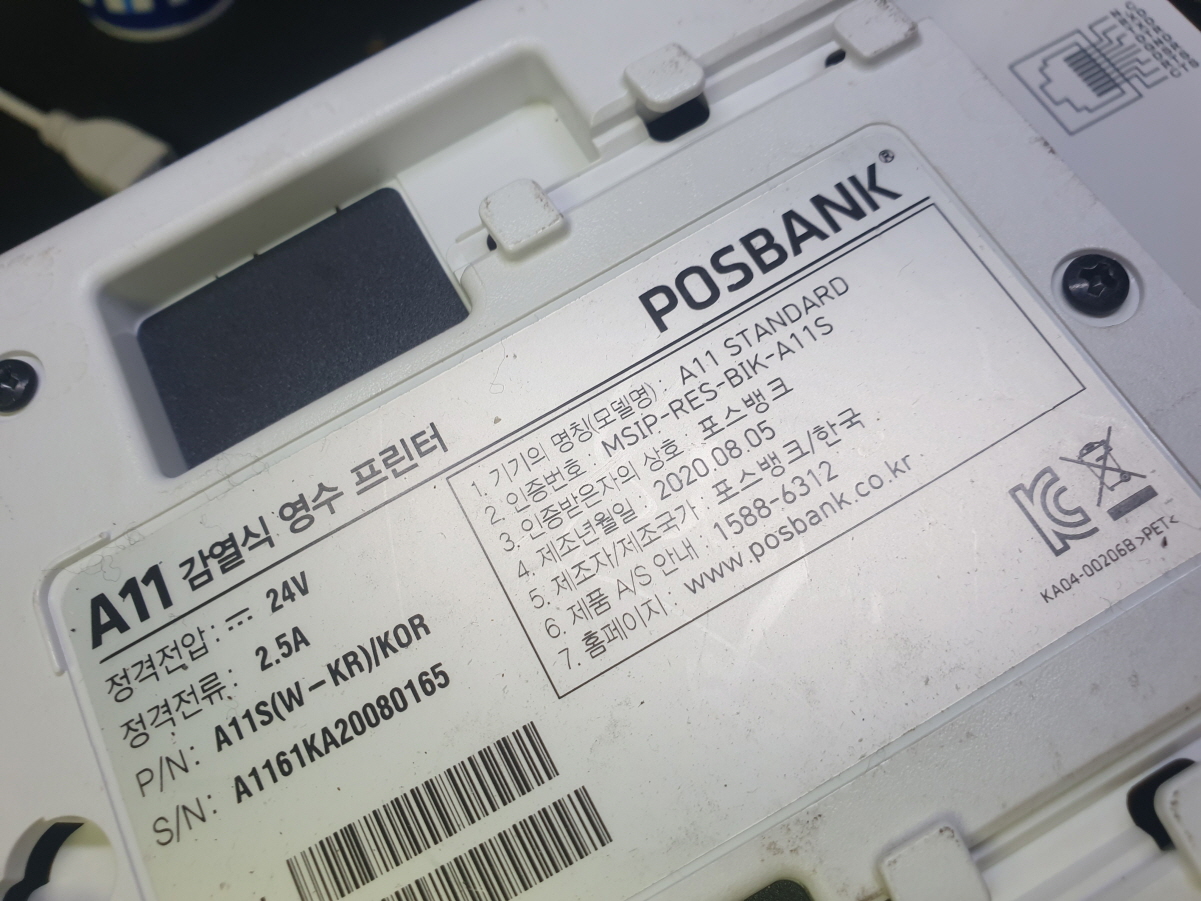 POSBANK®
A11 감열식 영수 프린터
정격전압: ⎓ 24V
정격전류: 2.5A
P/N: A11S(W-KR)/KOR
S/N: A1161KA20080165
1. 기기의 명칭(모델명): A11 STANDARD
2. 인증번호: MSIP-RES-BIK-A11S
3. 인증받은자의 상호: 포스뱅크
4. 제조년월일: 2020.08.05
5. 제조자/제조국가: 포스뱅크/한국
6. 제품 A/S 안내: 1588-6312
7. 홈페이지: www.posbank.co.kr
KA04-00206B >PET<